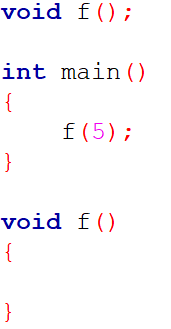 void f();

int main()
{
    f(5);
}

void f()
{

}